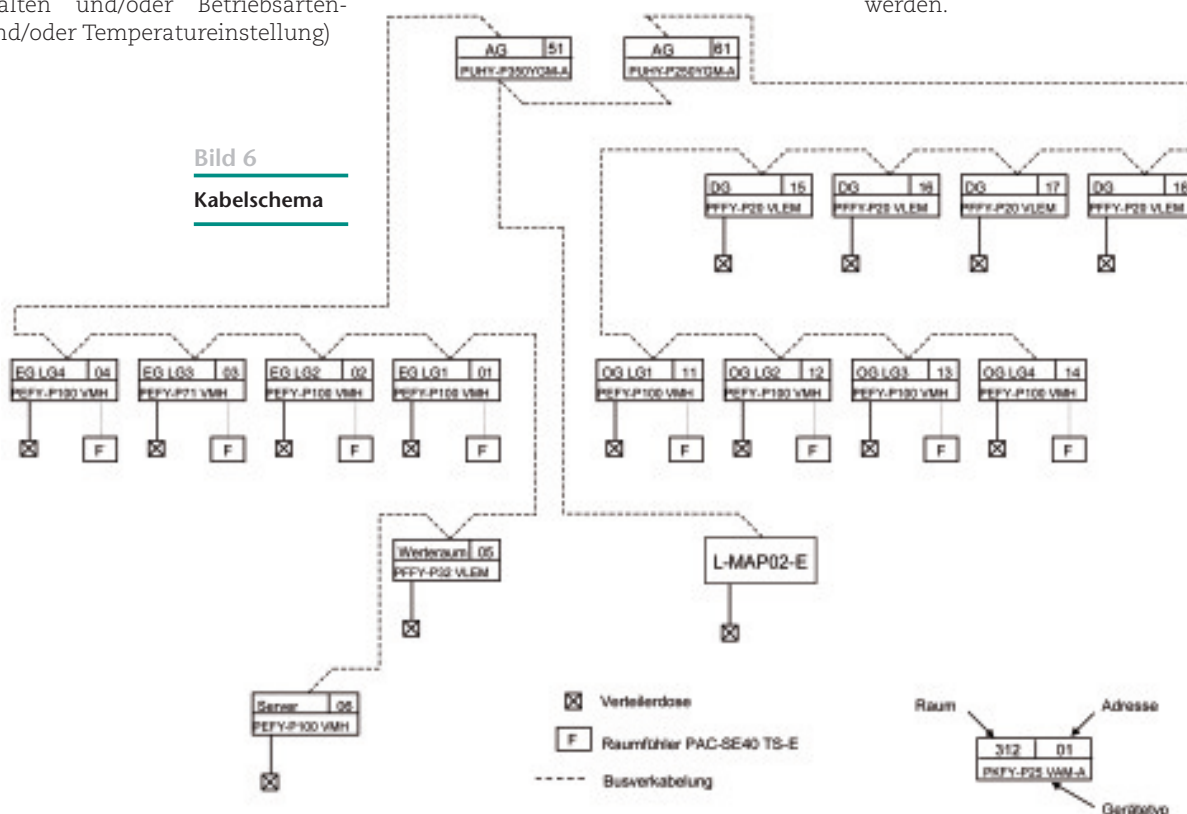 alten und/oder Betriebsarten-
nd/oder Temperatureinstellung)
werden.
Bild 6
Kabelschema
AG 51
PUHY-P350YGM-A
AG 61
PUHY-P250YGM-A
DG 15
PFFY-P20 VLEM
DG 16
PFFY-P20 VLEM
DG 17
PFFY-P20 VLEM
DG 18
PFFY-P20 VLEM
EG LG4 04
PEFY-P100 VMH
F
EG LG3 03
PEFY-P71 VMH
F
EG LG2 02
PEFY-P100 VMH
F
EG LG1 01
PEFY-P100 VMH
F
OG LG1 11
PEFY-P100 VMH
F
OG LG2 12
PEFY-P100 VMH
F
OG LG3 13
PEFY-P100 VMH
F
OG LG4 14
PEFY-P100 VMH
F
Werteraum 05
PFFY-P32 VLEM
L-MAP02-E
Server 06
PEFY-P100 VMH
Verteilerdose
F Raumfühler PAC-SE40 TS-E
Busverkabelung
Raum
Adresse
312 01
PKFY-P25 VAM-A
Gerätetyp